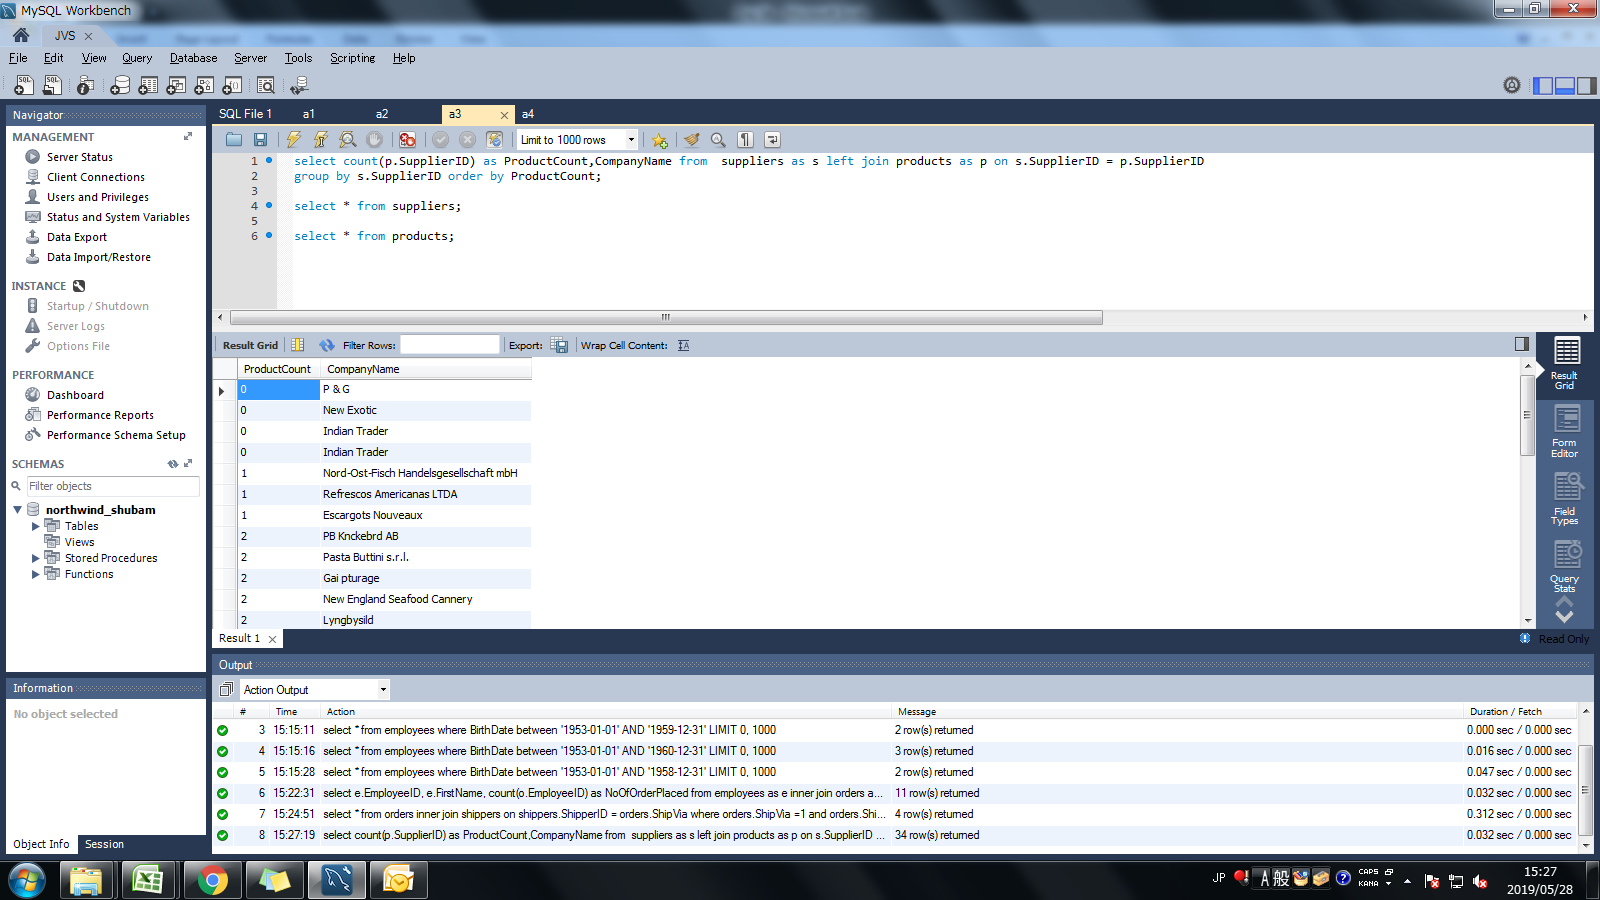 MySQL Workbench
JVS
File Edit View Query Database Server Tools Scripting Help
Navigator
MANAGEMENT
Server Status
Client Connections
Users and Privileges
Status and System Variables
Data Export
Data Import/Restore
INSTANCE
Startup / Shutdown
Server Logs
Options File
PERFORMANCE
Dashboard
Performance Reports
Performance Schema Setup
SCHEMAS
Filter objects
northwind_shubam
Tables
Views
Stored Procedures
Functions
Information
No object selected
Object Info Session
SQL File 1 a1 a2 a3 a4
Limit to 1000 rows
1 select count(p.SupplierID) as ProductCount,CompanyName from  suppliers as s left join products as p on s.SupplierID = p.SupplierID
2 group by s.SupplierID order by ProductCount;
3
4 select * from suppliers;
5
6 select * from products;
Result Grid Filter Rows: Export: Wrap Cell Content:
ProductCount CompanyName
0 P & G
0 New Exotic
0 Indian Trader
0 Indian Trader
1 Nord-Ost-Fisch Handelsgesellschaft mbH
1 Refrescos Americanas LTDA
1 Escargots Nouveaux
2 PB Knckebrd AB
2 Pasta Buttini s.r.l.
2 Gai pturage
2 New England Seafood Cannery
2 Lyngbysild
Result Grid
Form Editor
Field Types
Query Stats
Result 1
Read Only
Output
Action Output
# Time Action Message Duration / Fetch
3 15:15:11 select * from employees where BirthDate between '1953-01-01' AND '1959-12-31' LIMIT 0, 1000 2 row(s) returned 0.000 sec / 0.000 sec
4 15:15:16 select * from employees where BirthDate between '1953-01-01' AND '1960-12-31' LIMIT 0, 1000 3 row(s) returned 0.016 sec / 0.000 sec
5 15:15:28 select * from employees where BirthDate between '1953-01-01' AND '1958-12-31' LIMIT 0, 1000 2 row(s) returned 0.047 sec / 0.000 sec
6 15:22:31 select e.EmployeeID, e.FirstName, count(o.EmployeeID) as NoOfOrderPlaced from employees as e inner join orders a... 11 row(s) returned 0.032 sec / 0.000 sec
7 15:24:51 select * from orders inner join shippers on shippers.ShipperID = orders.ShipVia where orders.ShipVia =1 and orders.Shi... 4 row(s) returned 0.312 sec / 0.000 sec
8 15:27:19 select count(p.SupplierID) as ProductCount,CompanyName from  suppliers as s left join products as p on s.SupplierID ... 34 row(s) returned 0.032 sec / 0.000 sec
JP A 般 CAPS KANA
15:27
2019/05/28